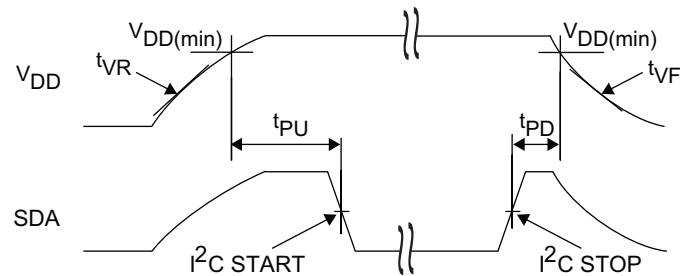 VDD(min) VDD(min)
VDD tVR tVF
tPU tPD
SDA
I2C START I2C STOP